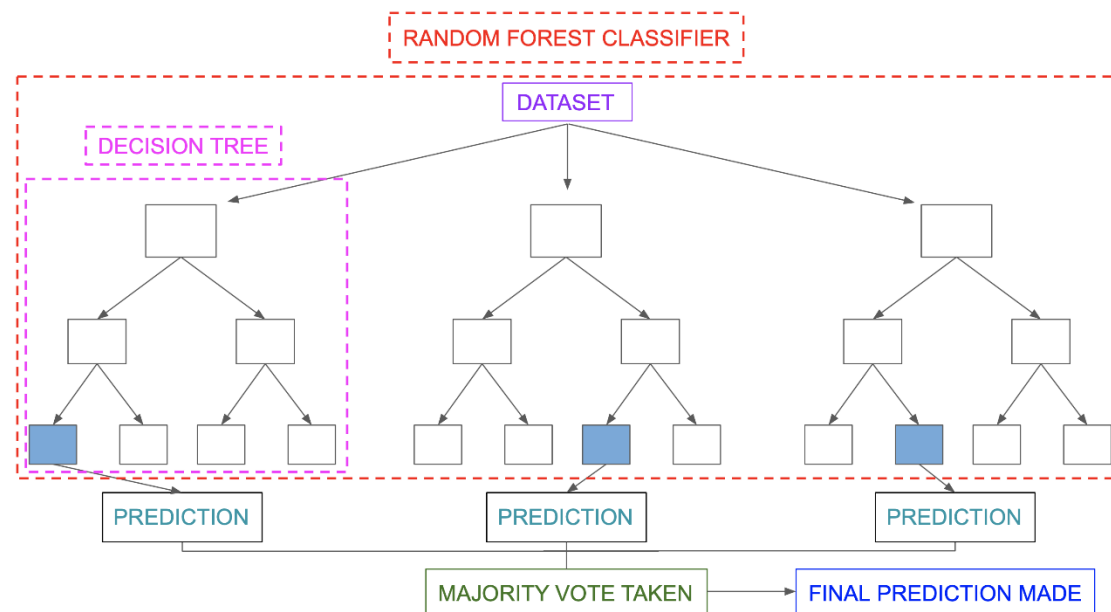 RANDOM FOREST CLASSIFIER
DATASET
DECISION TREE
PREDICTION
PREDICTION
PREDICTION
MAJORITY VOTE TAKEN
FINAL PREDICTION MADE